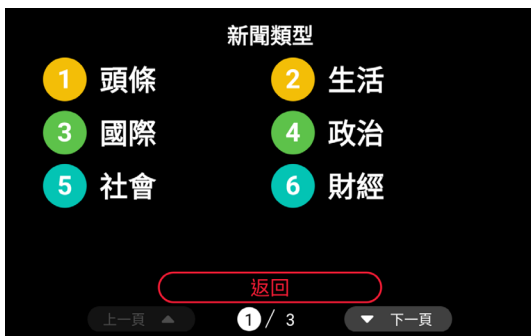 新聞類型
1 頭條 2 生活
3 國際 4 政治
5 社會 6 財經
返回
上一頁 1 / 3 下一頁